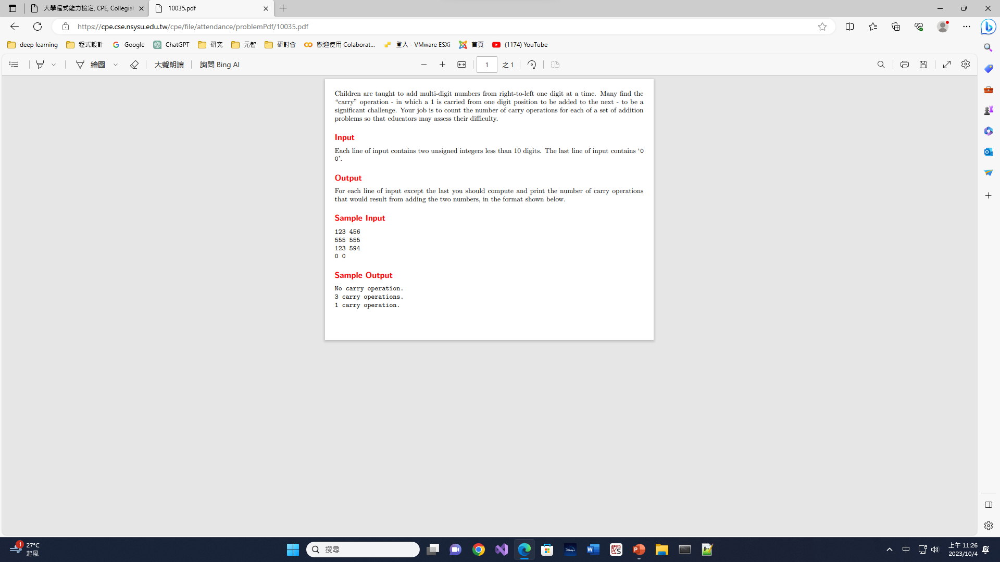 大學程式能力檢定, CPE, Collegia
10035.pdf
https://cpe.cse.nsysu.edu.tw/cpe/file/attendance/problemPdf/10035.pdf
deep learning
程式設計
Google
ChatGPT
研究
元智
研討會
歡迎使用 Colaborat...
登入 - VMware ESXi
首頁
(1174) YouTube
繪圖
大聲朗讀
詢問 Bing AI
1
之 1
Children are taught to add multi-digit numbers from right-to-left one digit at a time. Many find the
“carry” operation - in which a 1 is carried from one digit position to be added to the next - to be a
significant challenge. Your job is to count the number of carry operations for each of a set of addition
problems so that educators may assess their difficulty.
Input
Each line of input contains two unsigned integers less than 10 digits. The last line of input contains ‘0
0’.
Output
For each line of input except the last you should compute and print the number of carry operations
that would result from adding the two numbers, in the format shown below.
Sample Input
123 456
555 555
123 594
0 0
Sample Output
No carry operation.
3 carry operations.
1 carry operation.
1
27°C
起風
搜尋
中
上午 11:26
2023/10/4